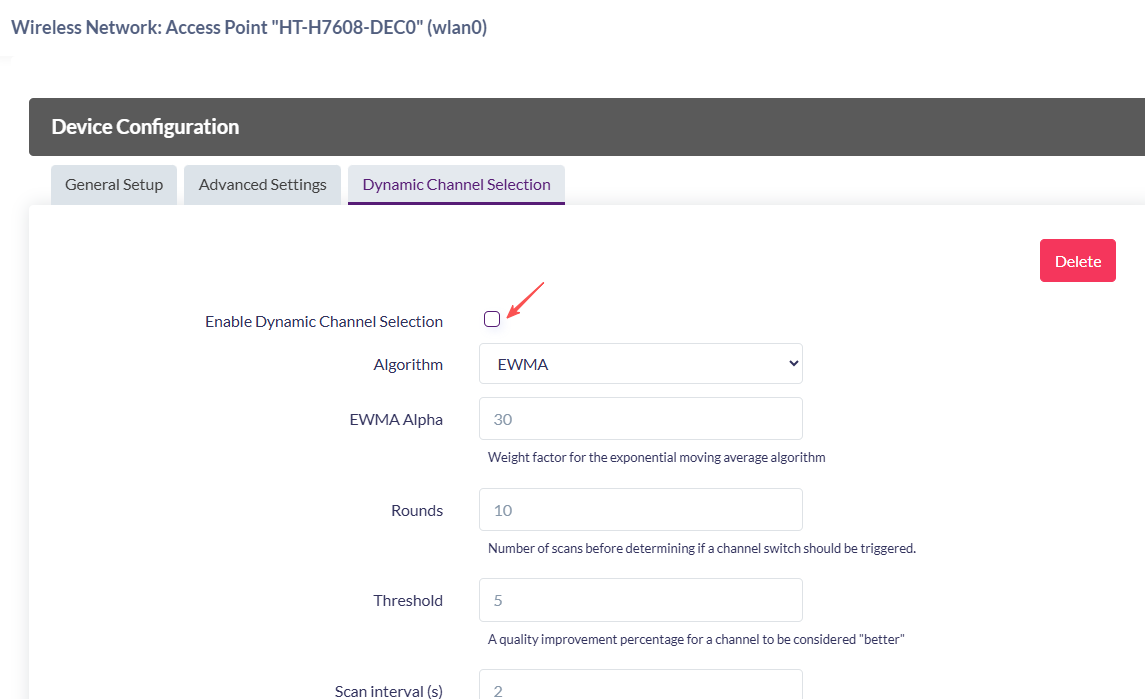 Wireless Network: Access Point "HT-H7608-DEC0" (wlan0)
Device Configuration
General Setup Advanced Settings Dynamic Channel Selection
Delete
Enable Dynamic Channel Selection
Algorithm EWMA
EWMA Alpha 30
Weight factor for the exponential moving average algorithm
Rounds 10
Number of scans before determining if a channel switch should be triggered.
Threshold 5
A quality improvement percentage for a channel to be considered "better"
Scan interval (s) 2